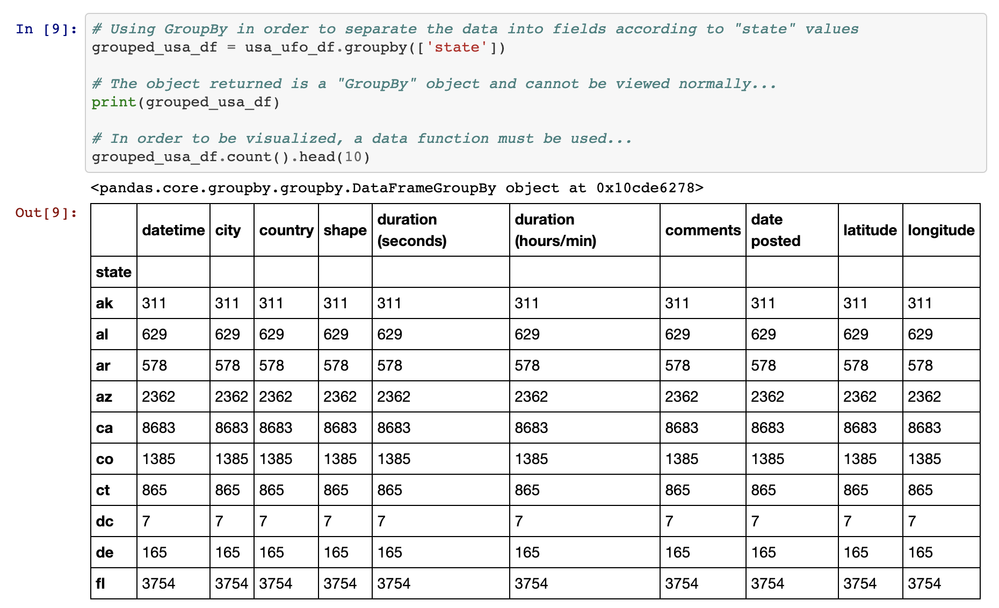 In [9]: # Using GroupBy in order to separate the data into fields according to "state" values
grouped_usa_df = usa_ufo_df.groupby(['state'])
# The object returned is a "GroupBy" object and cannot be viewed normally...
print(grouped_usa_df)
# In order to be visualized, a data function must be used...
grouped_usa_df.count().head(10)
<pandas.core.groupby.groupby.DataFrameGroupBy object at 0x10cde6278>
Out[9]:
datetime city country shape duration (seconds) duration (hours/min) comments date posted latitude longitude
state
ak 311 311 311 311 311 311 311 311 311 311
al 629 629 629 629 629 629 629 629 629 629
ar 578 578 578 578 578 578 578 578 578 578
az 2362 2362 2362 2362 2362 2362 2362 2362 2362 2362
ca 8683 8683 8683 8683 8683 8683 8683 8683 8683 8683
co 1385 1385 1385 1385 1385 1385 1385 1385 1385 1385
ct 865 865 865 865 865 865 865 865 865 865
dc 7 7 7 7 7 7 7 7 7 7
de 165 165 165 165 165 165 165 165 165 165
fl 3754 3754 3754 3754 3754 3754 3754 3754 3754 3754